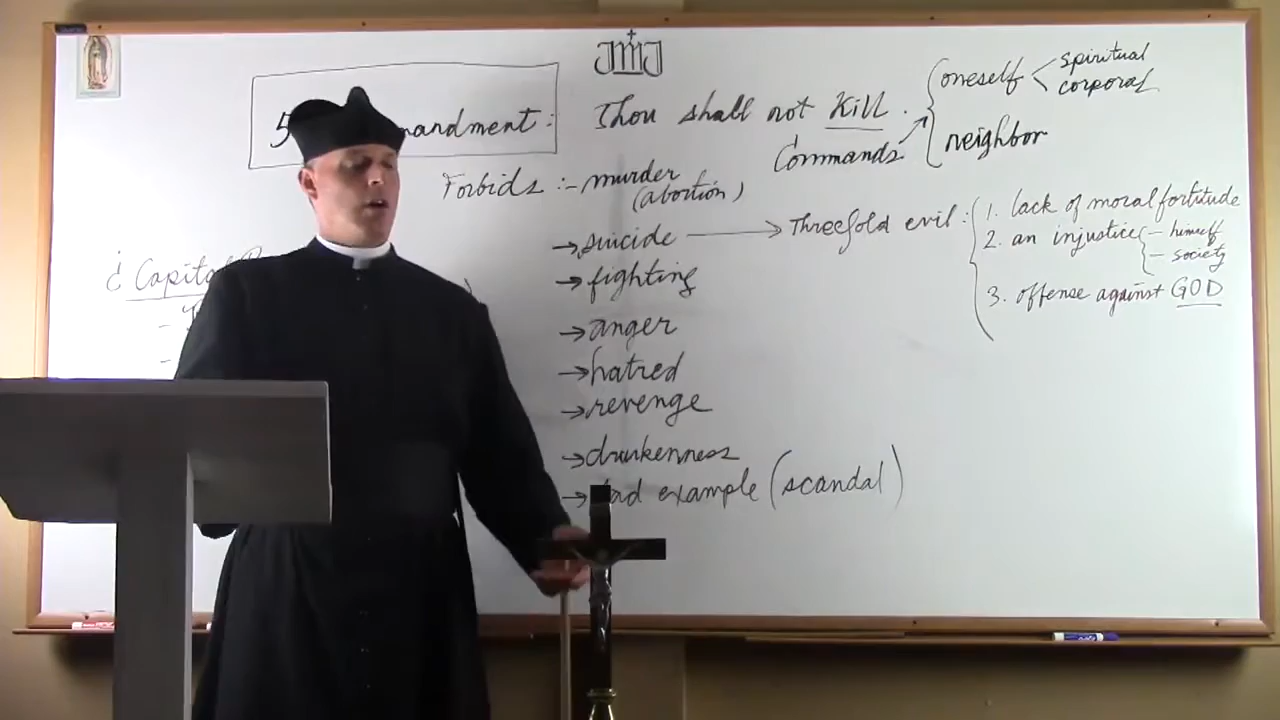 JMJ
5 mandment:
Thou shall not Kill.
Commands
oneself
spiritual
corporal
neighbor
Forbids :- murder
(abortion)
→ suicide → Threefold evil:
1. lack of moral fortitude
2. an injustice
- himself
- society
3. offense against GOD
→ fighting
→ anger
→ hatred
→ revenge
→ drunkenness
→ bad example (scandal)
¿ Capital